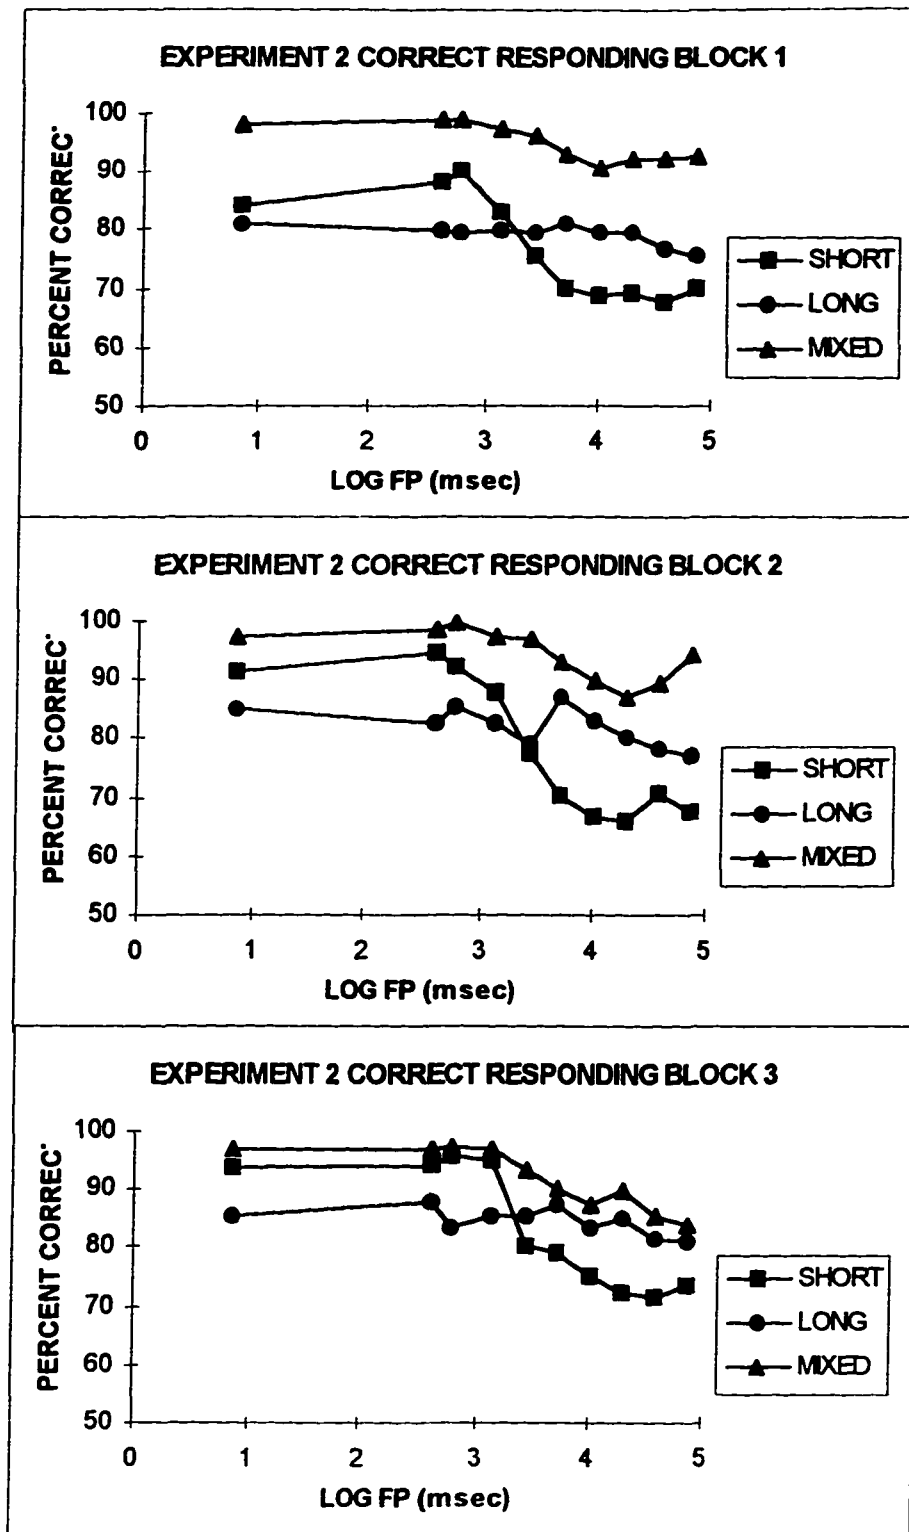 EXPERIMENT 2 CORRECT RESPONDING BLOCK 1
PERCENT CORREC
100
90
80
70
60
50
0 1 2 3 4 5
LOG FP (msec)
SHORT
LONG
MIXED
EXPERIMENT 2 CORRECT RESPONDING BLOCK 2
PERCENT CORREC
100
90
80
70
60
50
0 1 2 3 4 5
LOG FP (msec)
SHORT
LONG
MIXED
EXPERIMENT 2 CORRECT RESPONDING BLOCK 3
PERCENT CORREC
100
90
80
70
60
50
0 1 2 3 4 5
LOG FP (msec)
SHORT
LONG
MIXED